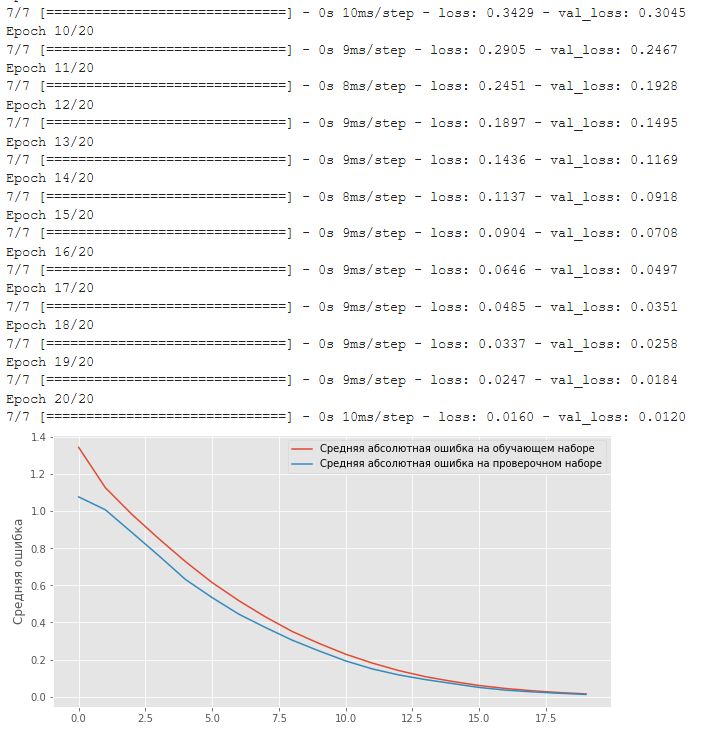 7/7 [==============================] - 0s 10ms/step - loss: 0.3429 - val_loss: 0.3045
Epoch 10/20
7/7 [==============================] - 0s 9ms/step - loss: 0.2905 - val_loss: 0.2467
Epoch 11/20
7/7 [==============================] - 0s 8ms/step - loss: 0.2451 - val_loss: 0.1928
Epoch 12/20
7/7 [==============================] - 0s 9ms/step - loss: 0.1897 - val_loss: 0.1495
Epoch 13/20
7/7 [==============================] - 0s 9ms/step - loss: 0.1436 - val_loss: 0.1169
Epoch 14/20
7/7 [==============================] - 0s 8ms/step - loss: 0.1137 - val_loss: 0.0918
Epoch 15/20
7/7 [==============================] - 0s 9ms/step - loss: 0.0904 - val_loss: 0.0708
Epoch 16/20
7/7 [==============================] - 0s 9ms/step - loss: 0.0646 - val_loss: 0.0497
Epoch 17/20
7/7 [==============================] - 0s 9ms/step - loss: 0.0485 - val_loss: 0.0351
Epoch 18/20
7/7 [==============================] - 0s 9ms/step - loss: 0.0337 - val_loss: 0.0258
Epoch 19/20
7/7 [==============================] - 0s 9ms/step - loss: 0.0247 - val_loss: 0.0184
Epoch 20/20
7/7 [==============================] - 0s 10ms/step - loss: 0.0160 - val_loss: 0.0120
Средняя абсолютная ошибка на обучающем наборе
Средняя абсолютная ошибка на проверочном наборе
Средняя ошибка
1.4
1.2
1.0
0.8
0.6
0.4
0.2
0.0
0.0 2.5 5.0 7.5 10.0 12.5 15.0 17.5